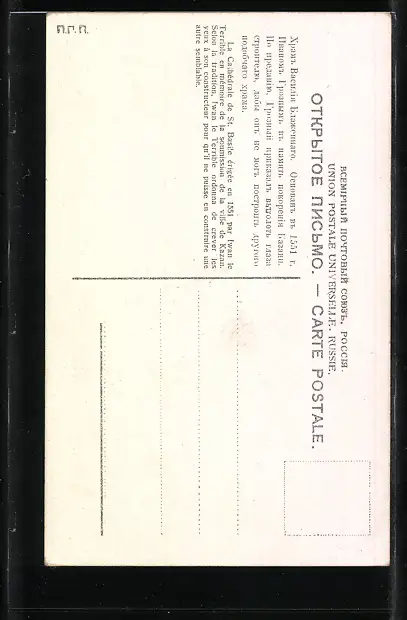 ВСЕМІРНЫЙ ПОЧТОВЫЙ СОЮЗЪ. РОССІЯ.
UNION POSTALE UNIVERSELLE. RUSSIE.
ОТКРЫТОЕ ПИСЬМО. — CARTE POSTALE.
Храмъ Василія Блаженнаго. Основанъ въ 1551 г.
Иваномъ Грознымъ въ память покоренія Казани.
По преданію, Грозный приказалъ выколоть глаза
строителю, дабы онъ не могъ построить другого
подобнаго храма.
La Cathédrale de St. Basile érigée en 1551 par Iwan le
Terrible en mémoire de la soumission de la ville de Kazan.
Selon la tradition, Iwan le Terrible ordonna de crever les
yeux à son constructeur pour qu'il ne puisse en construire une
autre semblable.
П.Г.П.